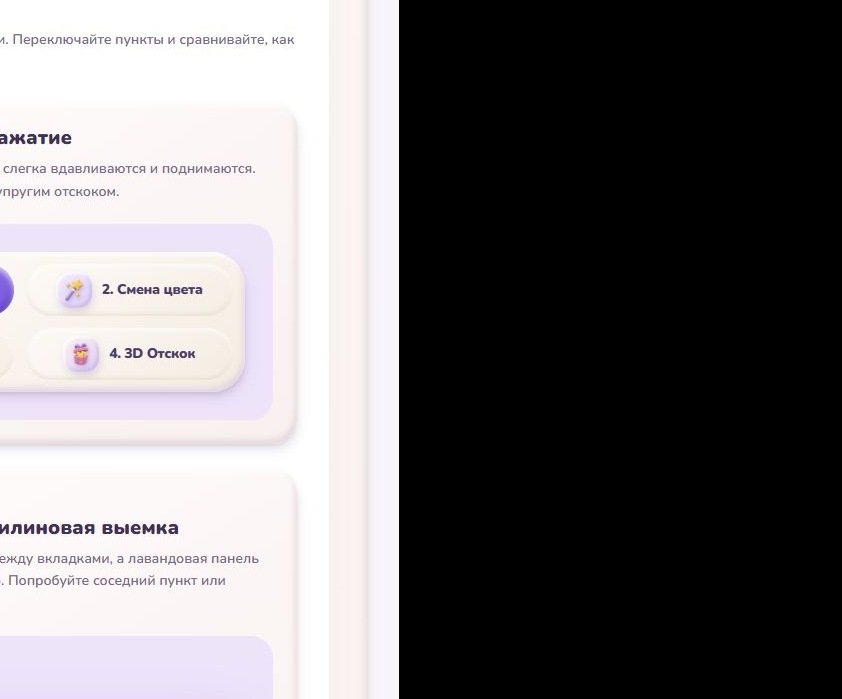 и. Переключайте пункты и сравнивайте, как
ажатие
слегка вдавливаются и поднимаются.
упругим отскоком.
2. Смена цвета
4. 3D Отскок
илиновая выемка
ежду вкладками, а лавандовая панель
. Попробуйте соседний пункт или